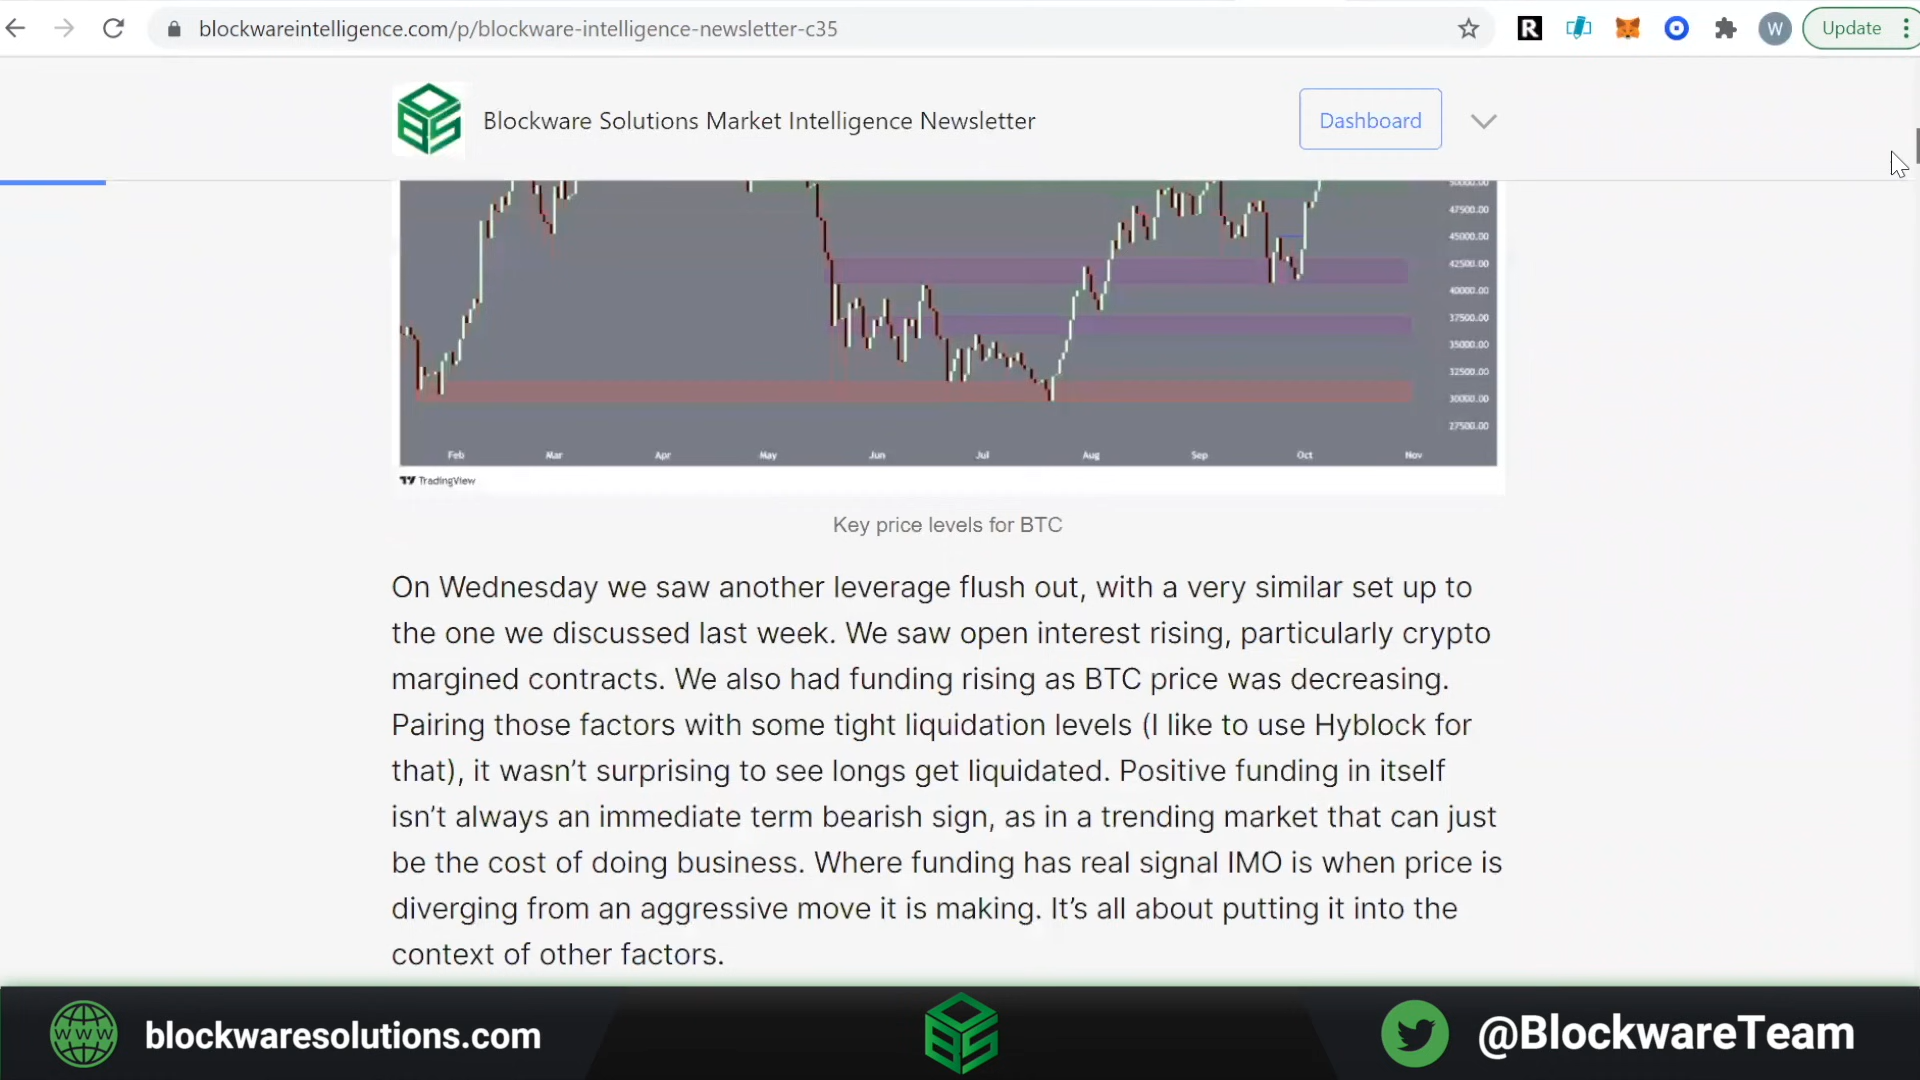 blockwareintelligence.com/p/blockware-intelligence-newsletter-c35
R
W
Update
Blockware Solutions Market Intelligence Newsletter
Dashboard
47500.00
45000.00
42500.00
40000.00
37500.00
35000.00
32500.00
30000.00
27500.00
Feb Mar Apr May Jun Jul Aug Sep Oct Nov
TradingView
Key price levels for BTC
On Wednesday we saw another leverage flush out, with a very similar set up to
the one we discussed last week. We saw open interest rising, particularly crypto
margined contracts. We also had funding rising as BTC price was decreasing.
Pairing those factors with some tight liquidation levels (I like to use Hyblock for
that), it wasn’t surprising to see longs get liquidated. Positive funding in itself
isn’t always an immediate term bearish sign, as in a trending market that can just
be the cost of doing business. Where funding has real signal IMO is when price is
diverging from an aggressive move it is making. It’s all about putting it into the
context of other factors.
WWW
blockwaresolutions.com
@BlockwareTeam